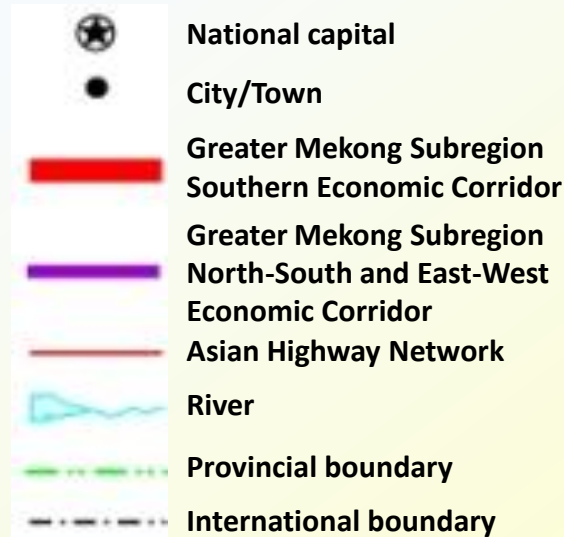 National capital
City/Town
Greater Mekong Subregion
Southern Economic Corridor
Greater Mekong Subregion
North-South and East-West
Economic Corridor
Asian Highway Network
River
Provincial boundary
International boundary